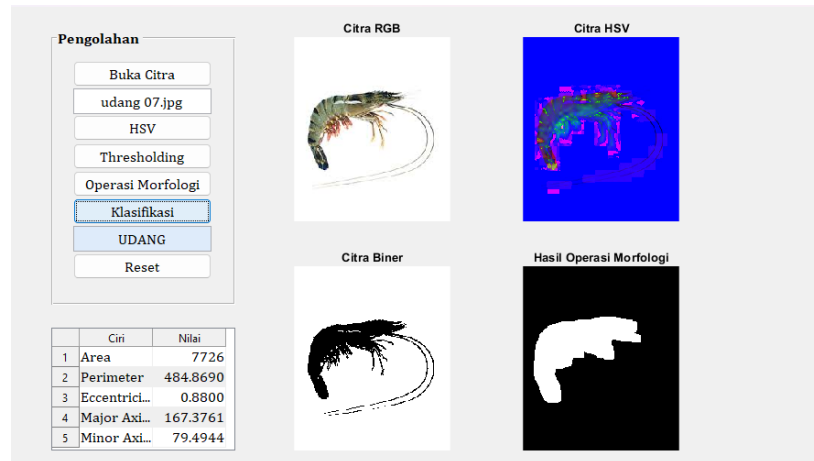 Pengolahan
Buka Citra
udang 07.jpg
HSV
Thresholding
Operasi Morfologi
Klasifikasi
UDANG
Reset
Citra RGB
Citra HSV
Citra Biner
Hasil Operasi Morfologi
Ciri Nilai
1 Area 7726
2 Perimeter 484.8690
3 Eccentrici... 0.8800
4 Major Axi... 167.3761
5 Minor Axi... 79.4944